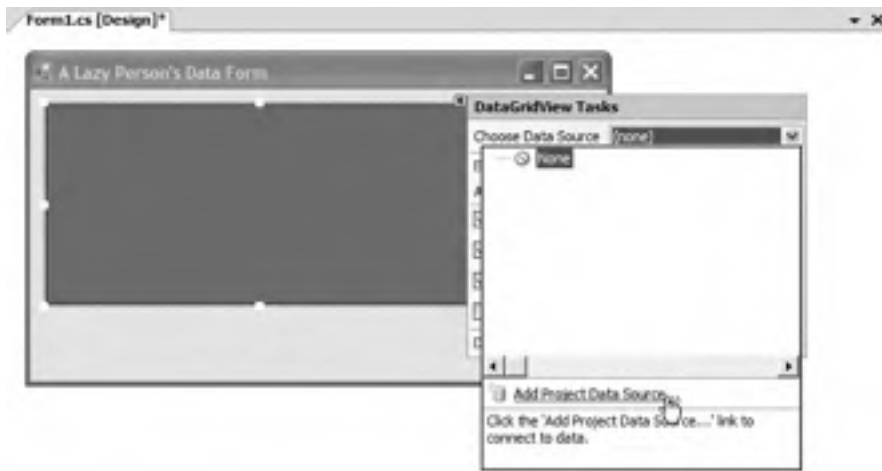 Form1.cs [Design]*
A Lazy Person's Data Form
DataGridView Tasks
Choose Data Source [none]
None
Add Project Data Source...
Click the 'Add Project Data Source...' link to
connect to data.